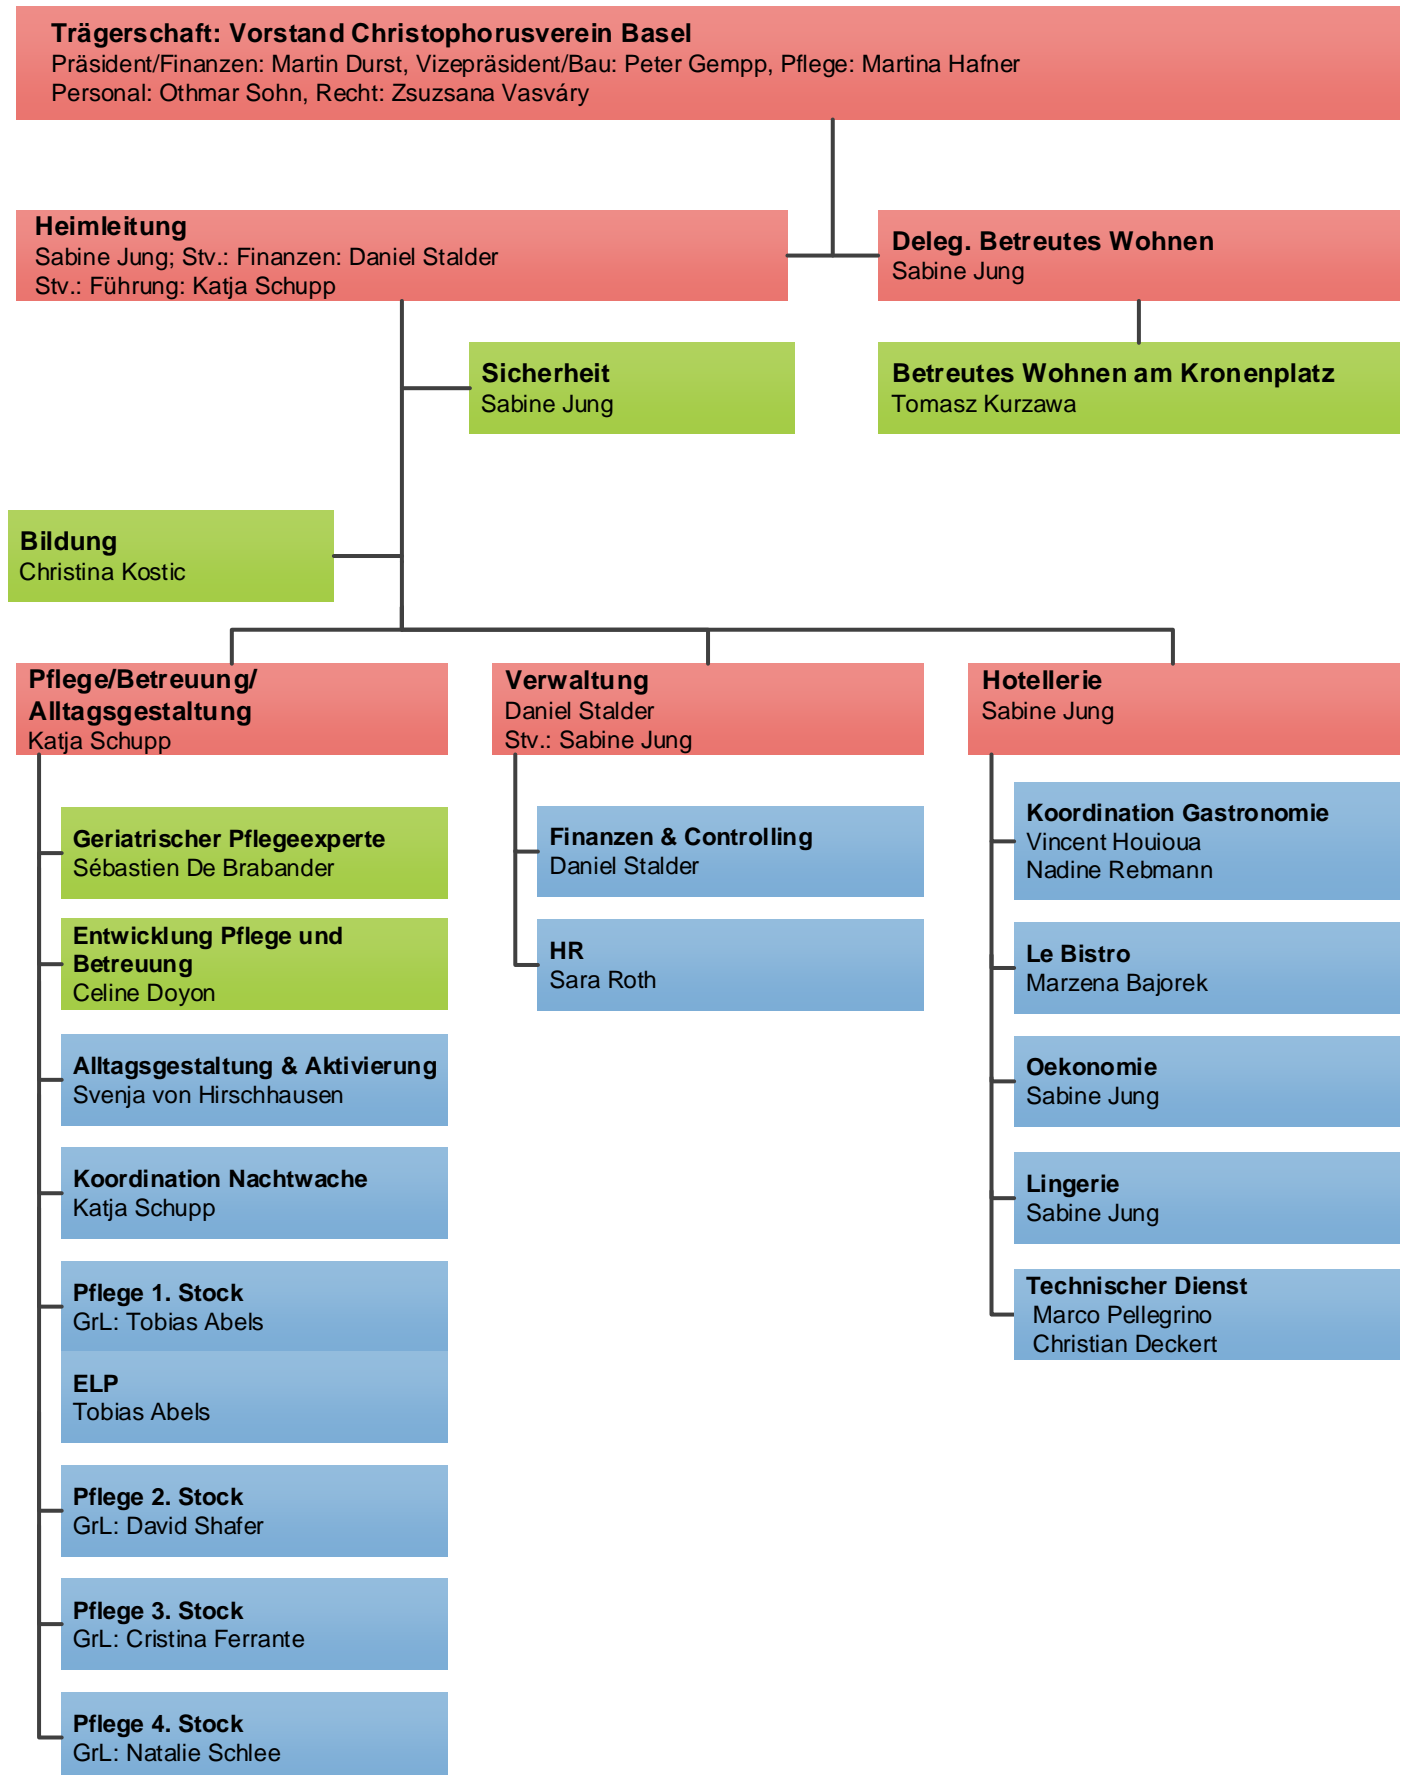 Trägerschaft: Vorstand Christophorusverein Basel
Präsident/Finanzen: Martin Durst, Vizepräsident/Bau: Peter Gempp, Pflege: Martina Hafner
Personal: Othmar Sohn, Recht: Zsuzsana Vasváry
Heimleitung
Sabine Jung; Stv.: Finanzen: Daniel Stalder
Stv.: Führung: Katja Schupp
Deleg. Betreutes Wohnen
Sabine Jung
Sicherheit
Sabine Jung
Betreutes Wohnen am Kronenplatz
Tomasz Kurzawa
Bildung
Christina Kostic
Pflege/Betreuung/
Alltagsgestaltung
Katja Schupp
Geriatrischer Pflegeexperte
Sébastien De Brabander
Entwicklung Pflege und
Betreuung
Celine Doyon
Alltagsgestaltung & Aktivierung
Svenja von Hirschhausen
Koordination Nachtwache
Katja Schupp
Pflege 1. Stock
GrL: Tobias Abels
ELP
Tobias Abels
Pflege 2. Stock
GrL: David Shafer
Pflege 3. Stock
GrL: Cristina Ferrante
Pflege 4. Stock
GrL: Natalie Schlee
Verwaltung
Daniel Stalder
Stv.: Sabine Jung
Finanzen & Controlling
Daniel Stalder
HR
Sara Roth
Hotellerie
Sabine Jung
Koordination Gastronomie
Vincent Houioua
Nadine Rebmann
Le Bistro
Marzena Bajorek
Oekonomie
Sabine Jung
Lingerie
Sabine Jung
Technischer Dienst
Marco Pellegrino
Christian Deckert